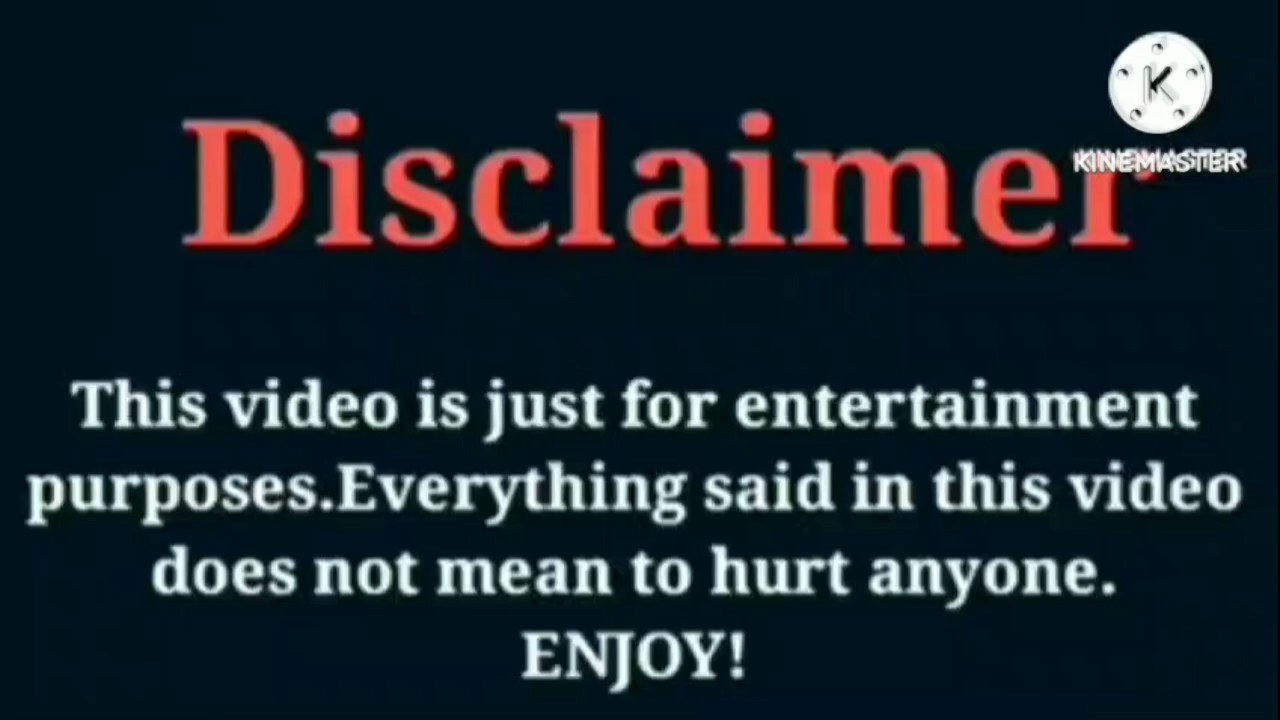 K
KINEMASTER
Disclaimer
This video is just for entertainment
purposes.Everything said in this video
does not mean to hurt anyone.
ENJOY!